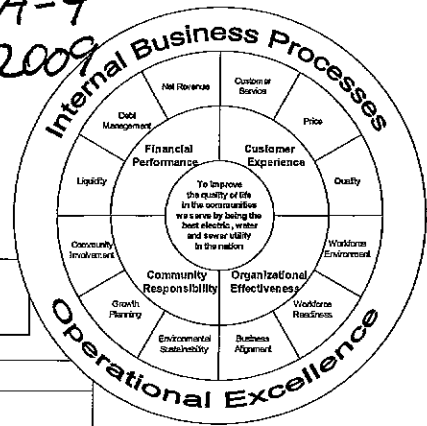 A-4
2009
Internal Business Processes
Net Revenue
Customer
Service
Debt
Management
Price
Financial
Performance
Customer
Experience
Liquidity
Quality
To improve
the quality of life
in the communities
we serve by being the
best electric, water
and sewer utility
in the nation
Community
Involvement
Workforce
Environment
Community
Responsibility
Organizational
Effectiveness
Growth
Planning
Workforce
Readiness
Environmental
Sustainability
Business
Alignment
Operational Excellence